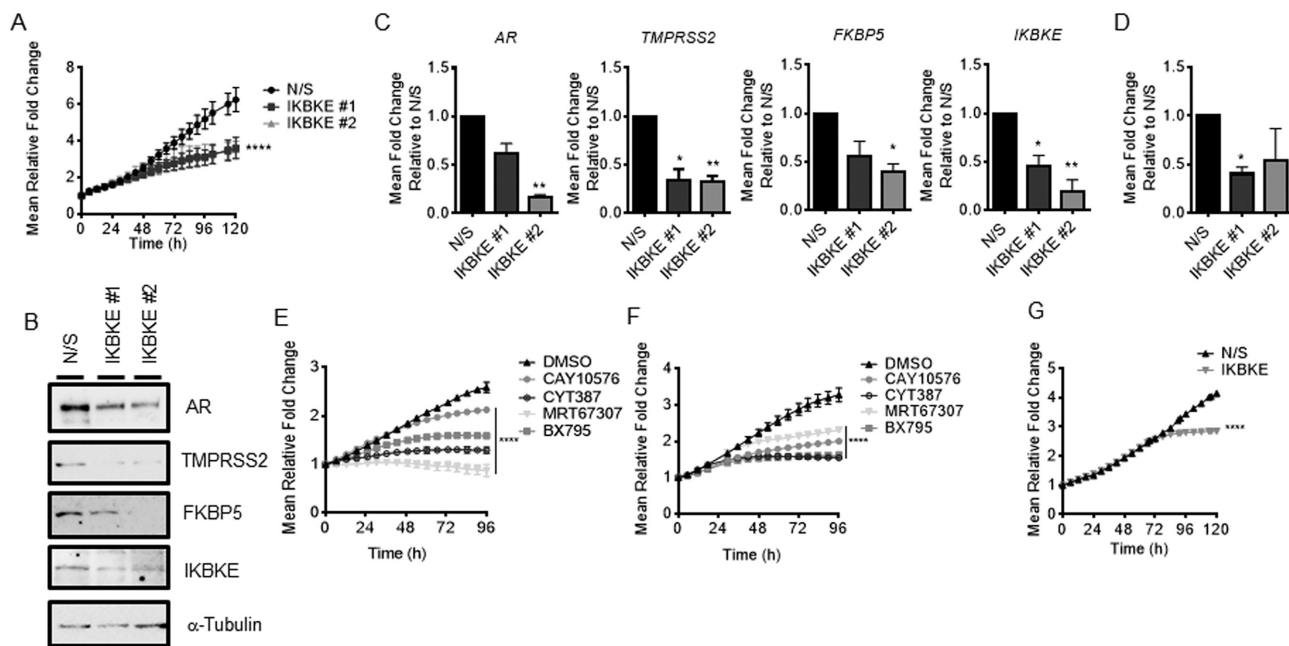 A
Mean Relative Fold Change
8
6
4
2
0
0 24 48 72 96 120
Time (h)
N/S
IKBKE #1
IKBKE #2
****
C
AR
Mean Fold Change
Relative to N/S
1.5
1.0
0.5
0.0
**
N/S
IKBKE #1
IKBKE #2
TMPRSS2
Mean Fold Change
Relative to N/S
1.5
1.0
0.5
0.0
*
**
N/S
IKBKE #1
IKBKE #2
FKBP5
Mean Fold Change
Relative to N/S
1.5
1.0
0.5
0.0
*
N/S
IKBKE #1
IKBKE #2
IKBKE
Mean Fold Change
Relative to N/S
1.5
1.0
0.5
0.0
*
**
N/S
IKBKE #1
IKBKE #2
D
Mean Fold Change
Relative to N/S
1.5
1.0
0.5
0.0
*
N/S
IKBKE #1
IKBKE #2
B
N/S
IKBKE #1
IKBKE #2
AR
TMPRSS2
FKBP5
IKBKE
α-Tubulin
E
Mean Relative Fold Change
3
2
1
0
0 24 48 72 96
Time (h)
DMSO
CAY10576
CYT387
MRT67307
BX795
****
F
Mean Relative Fold Change
4
3
2
1
0
0 24 48 72 96
Time (h)
DMSO
CAY10576
CYT387
MRT67307
BX795
****
G
Mean Relative Fold Change
5
4
3
2
1
0
0 24 48 72 96 120
Time (h)
N/S
IKBKE
****